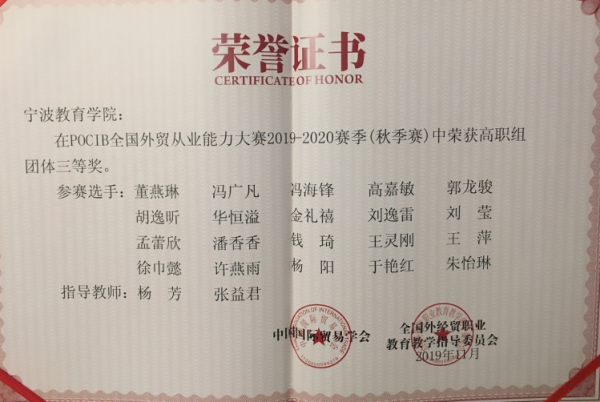 荣誉证书
CERTIFICATE OF HONOR
宁波教育学院：
在POCIB全国外贸从业能力大赛2019-2020赛季(秋季赛)中荣获高职组
团体三等奖。
参赛选手：董燕琳 冯广凡 冯海锋 高嘉敏 郭龙骏
胡逸昕 华恒溢 金礼禧 刘逸雷 刘 莹
孟蕾欣 潘香香 钱 琦 王灵刚 王 萍
徐巾懿 许燕雨 杨 阳 于艳红 朱怡琳
指导教师：杨 芳 张益君
中国国际贸易学会
全国外经贸职业
教育教学指导委员会
2019年11月